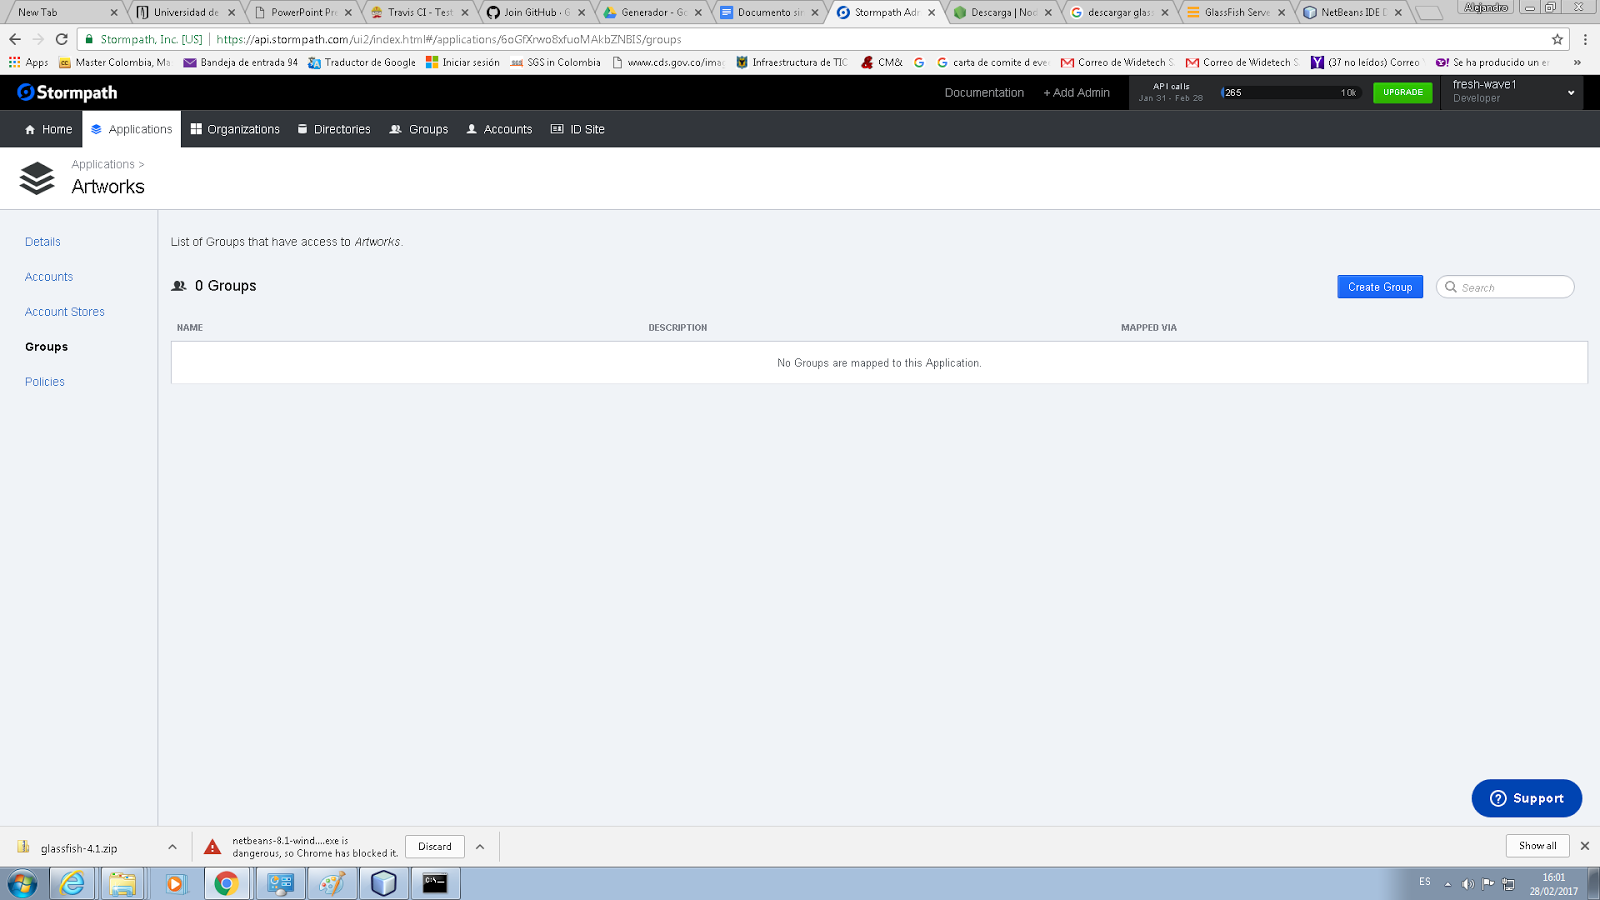 New Tab
Universidad de
PowerPoint Pr
Travis CI - Test
Join GitHub · G
Generador - Go
Documento sin
Stormpath Adr
Descarga | Nod
descargar glas
GlassFish Serve
NetBeans IDE D
Alejandro
Stormpath, Inc. [US]
https://api.stormpath.com/ui2/index.html#/applications/6oGfXrwo8xfuoMAkbZNBIS/groups
Apps
Master Colombia, Ma
Bandeja de entrada 94
Traductor de Google
Iniciar sesión
SGS in Colombia
www.cds.gov.co/imag
Infraestructura de TIC
CM&
carta de comite d eve
Correo de Widetech S
Correo de Widetech S
(37 no leídos) Correo
Se ha producido un er
»
Stormpath
Documentation
+ Add Admin
API calls
Jan 31 - Feb 28
265
10k
UPGRADE
fresh-wave1
Developer
Home
Applications
Organizations
Directories
Groups
Accounts
ID Site
Applications >
Artworks
Details
Accounts
Account Stores
Groups
Policies
List of Groups that have access to Artworks.
0 Groups
Create Group
Search
NAME
DESCRIPTION
MAPPED VIA
No Groups are mapped to this Application.
Support
glassfish-4.1.zip
netbeans-8.1-wind....exe is
dangerous, so Chrome has blocked it.
Discard
Show all
ES
16:01
28/02/2017